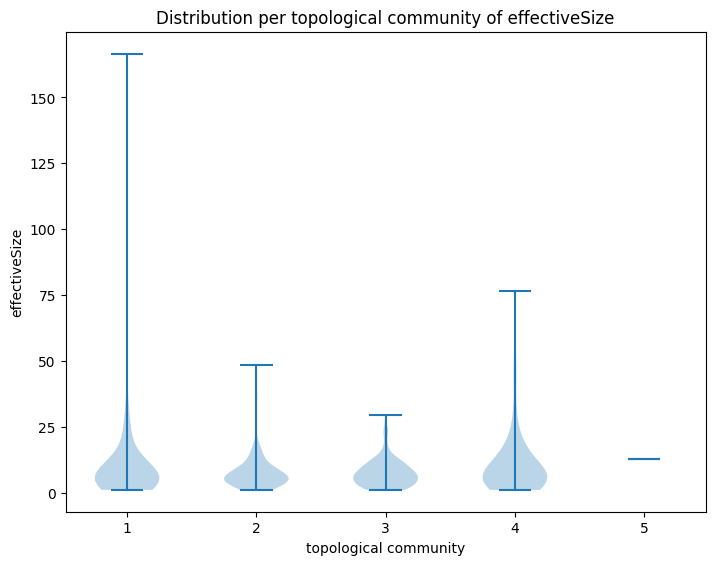 Distribution per topological community of effectiveSize
effectiveSize
150
125
100
75
50
25
0
1 2 3 4 5
topological community